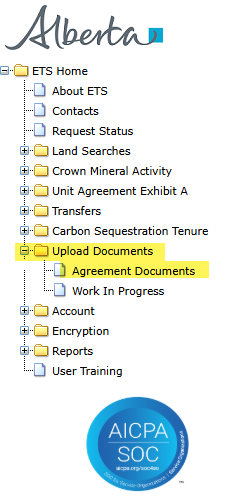 Alberta
ETS Home
About ETS
Contacts
Request Status
Land Searches
Crown Mineral Activity
Unit Agreement Exhibit A
Transfers
Carbon Sequestration Tenure
Upload Documents
Agreement Documents
Work In Progress
Account
Encryption
Reports
User Training
AICPA
SOC
aicpa.org/soc4so
SOC for Service Organizations | Service Organizations
™